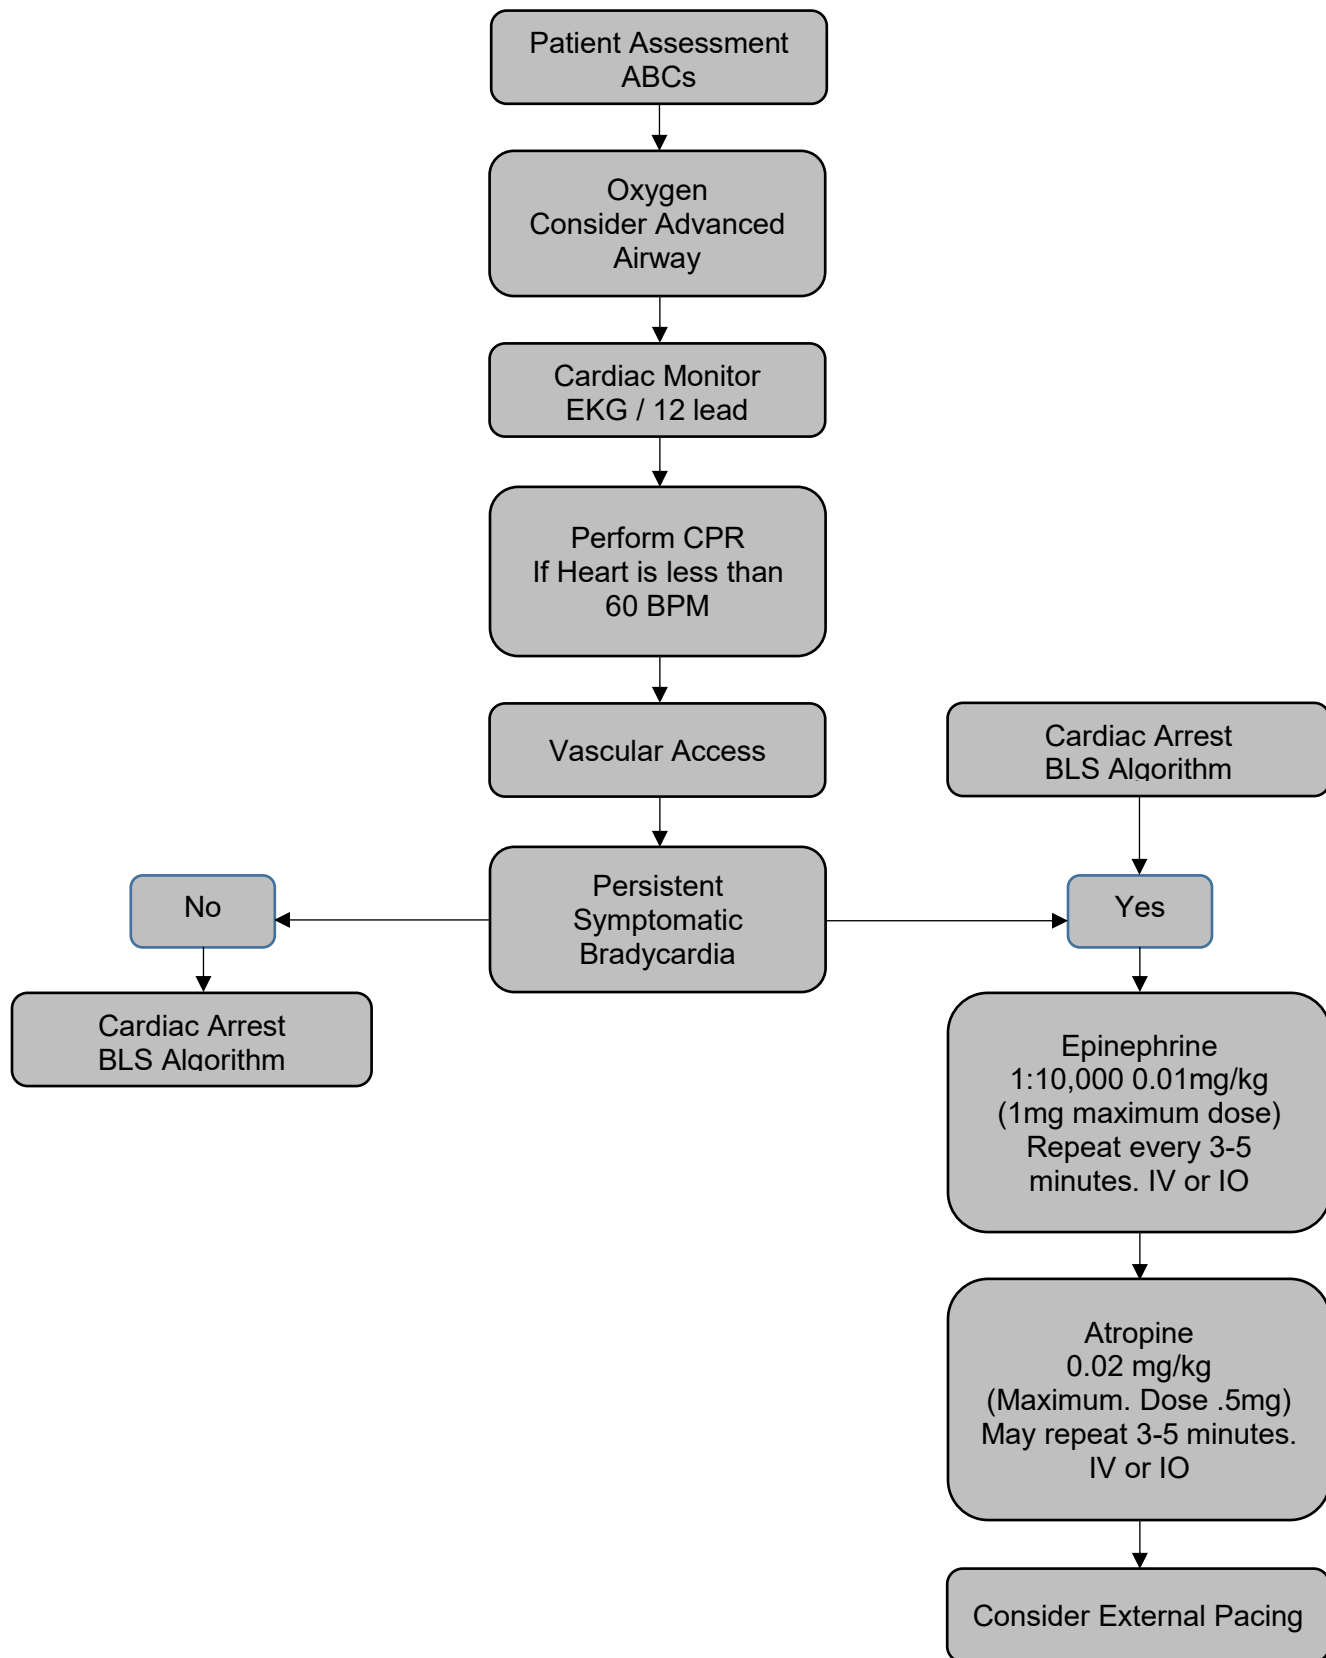 Patient Assessment
ABCs
Oxygen
Consider Advanced
Airway
Cardiac Monitor
EKG / 12 lead
Perform CPR
If Heart is less than
60 BPM
Vascular Access
Cardiac Arrest
BLS Algorithm
Persistent
Symptomatic
Bradycardia
No
Yes
Cardiac Arrest
BLS Algorithm
Epinephrine
1:10,000 0.01mg/kg
(1mg maximum dose)
Repeat every 3-5
minutes. IV or IO
Atropine
0.02 mg/kg
(Maximum. Dose .5mg)
May repeat 3-5 minutes.
IV or IO
Consider External Pacing